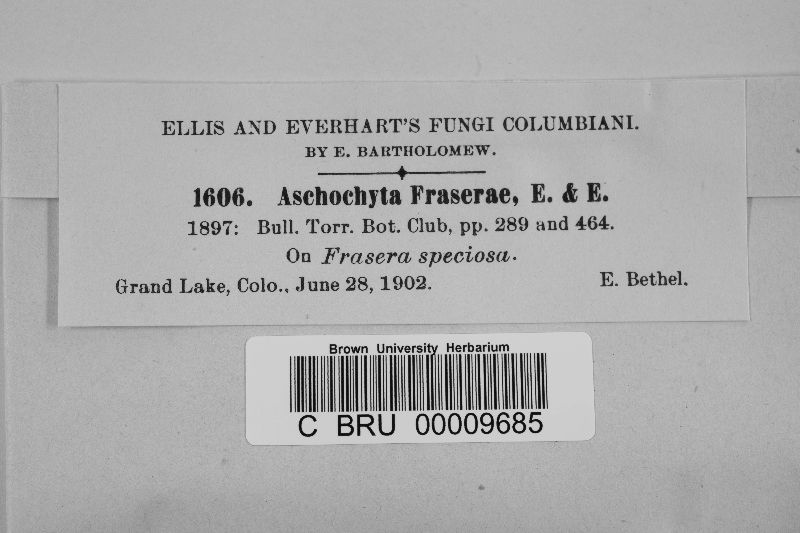 ELLIS AND EVERHART'S FUNGI COLUMBIANI.
BY E. BARTHOLOMEW.
1606. Aschochyta Fraserae, E. & E.
1897: Bull. Torr. Bot. Club, pp. 289 and 464.
On Frasera speciosa.
Grand Lake, Colo., June 28, 1902. E. Bethel.
Brown University Herbarium
C BRU 00009685